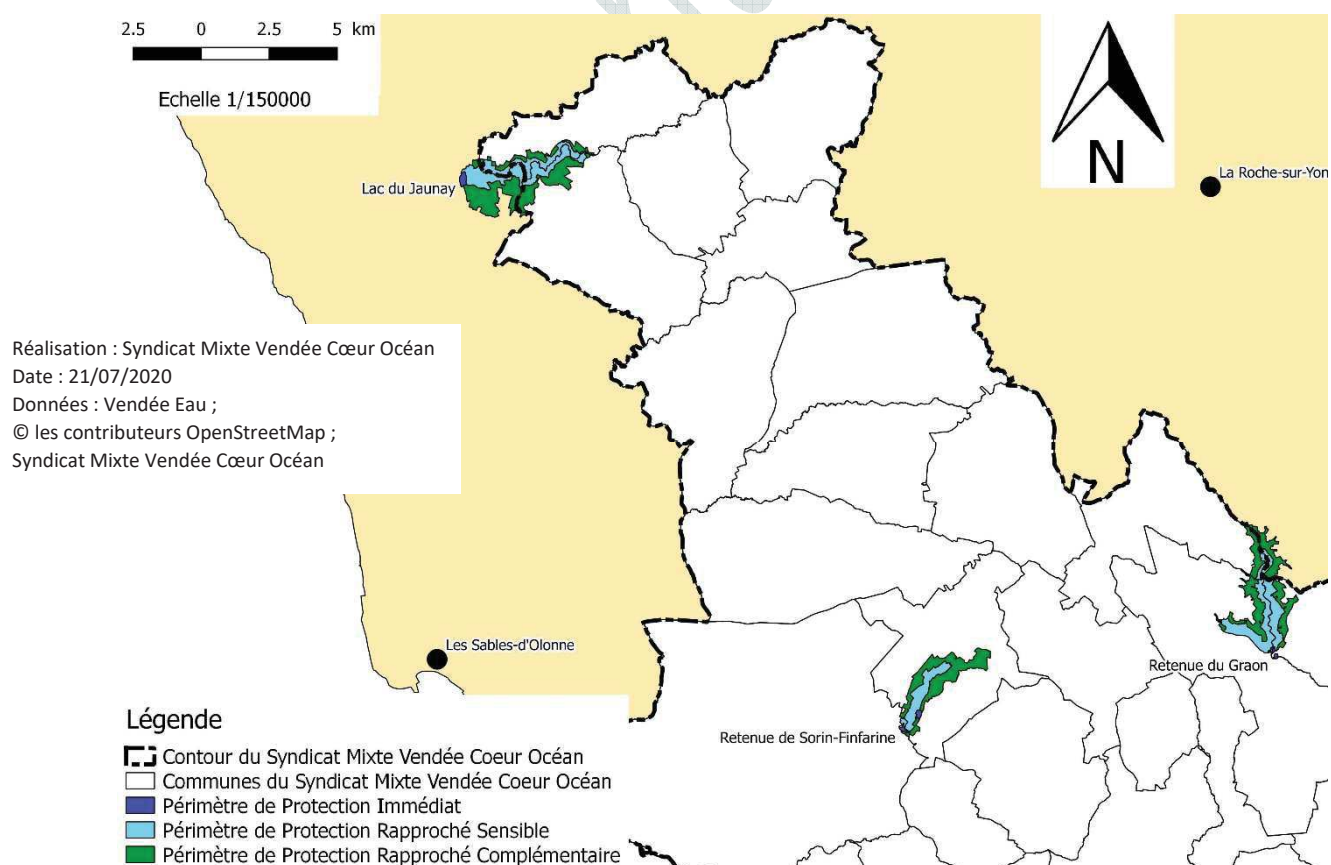 2.5 0 2.5 5 km
Echelle 1/150000
N
La Roche-sur-Yon
Lac du Jaunay
Réalisation : Syndicat Mixte Vendée Cœur Océan
Date : 21/07/2020
Données : Vendée Eau ;
© les contributeurs OpenStreetMap ;
Syndicat Mixte Vendée Cœur Océan
Les Sables-d'Olonne
Retenue du Graon
Retenue de Sorin-Finfarine
Légende
Contour du Syndicat Mixte Vendée Coeur Océan
Communes du Syndicat Mixte Vendée Coeur Océan
Périmètre de Protection Immédiat
Périmètre de Protection Rapproché Sensible
Périmètre de Protection Rapproché Complémentaire